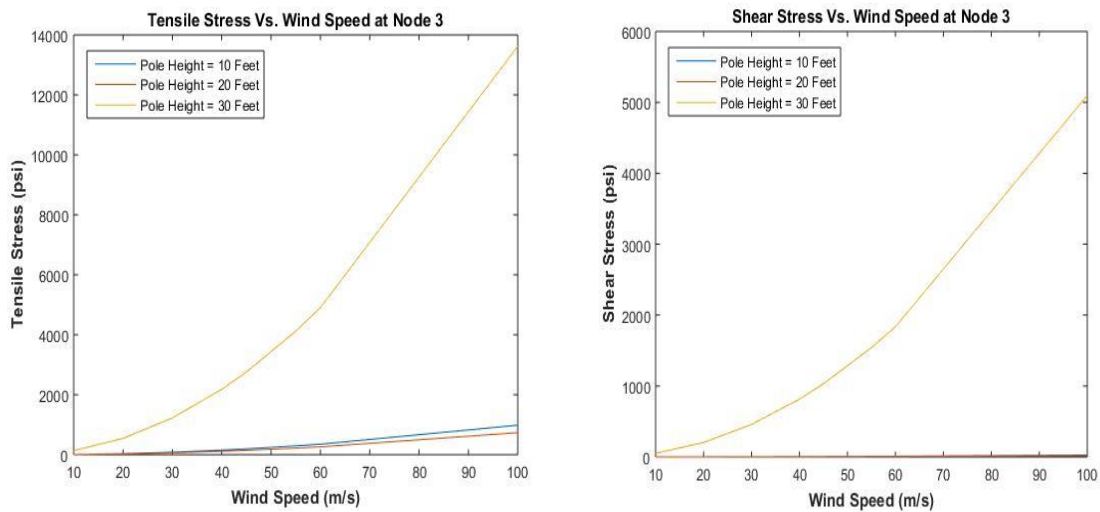 Tensile Stress Vs. Wind Speed at Node 3
14000
12000
10000
8000
6000
4000
2000
0
Tensile Stress (psi)
Pole Height = 10 Feet
Pole Height = 20 Feet
Pole Height = 30 Feet
10 20 30 40 50 60 70 80 90 100
Wind Speed (m/s)
Shear Stress Vs. Wind Speed at Node 3
6000
5000
4000
3000
2000
1000
0
Shear Stress (psi)
Pole Height = 10 Feet
Pole Height = 20 Feet
Pole Height = 30 Feet
10 20 30 40 50 60 70 80 90 100
Wind Speed (m/s)